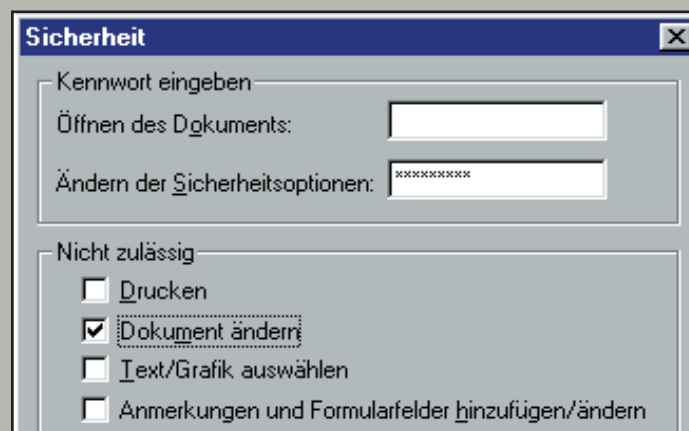 Sicherheit
Kennwort eingeben
Öffnen des Dokuments:
Ändern der Sicherheitsoptionen: *********
Nicht zulässig
Drucken
Dokument ändern
Text/Grafik auswählen
Anmerkungen und Formularfelder hinzufügen/ändern